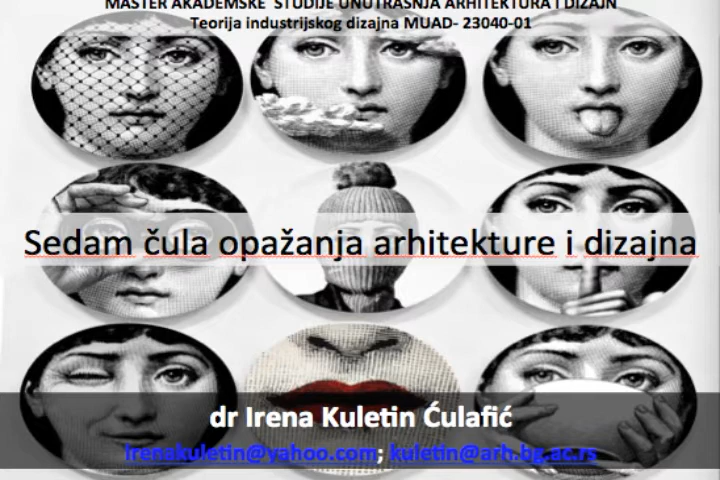 MASTER AKADEMSKE STUDIJE UNUTRAŠNJA ARHITEKTURA I DIZAJN
Teorija industrijskog dizajna MUAD- 23040-01
Sedam čula opažanja arhitekture i dizajna
dr Irena Kuletin Ćulafić
irenakuletin@yahoo.com; kuletin@arh.bg.ac.rs